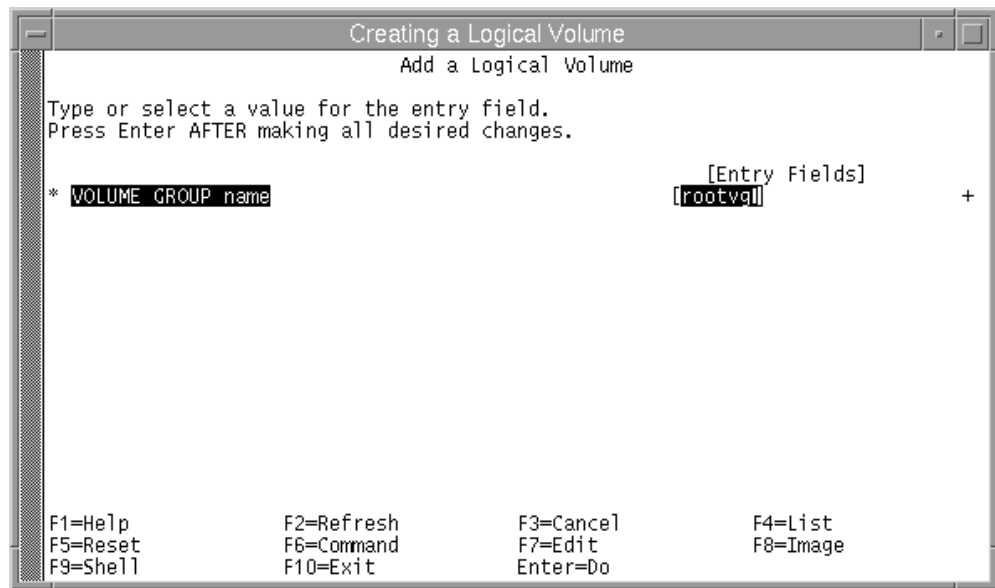 Creating a Logical Volume
Add a Logical Volume
Type or select a value for the entry field.
Press Enter AFTER making all desired changes.
[Entry Fields]
* VOLUME GROUP name [rootvg] +
F1=Help F2=Refresh F3=Cancel F4=List
F5=Reset F6=Command F7=Edit F8=Image
F9=Shell F10=Exit Enter=Do